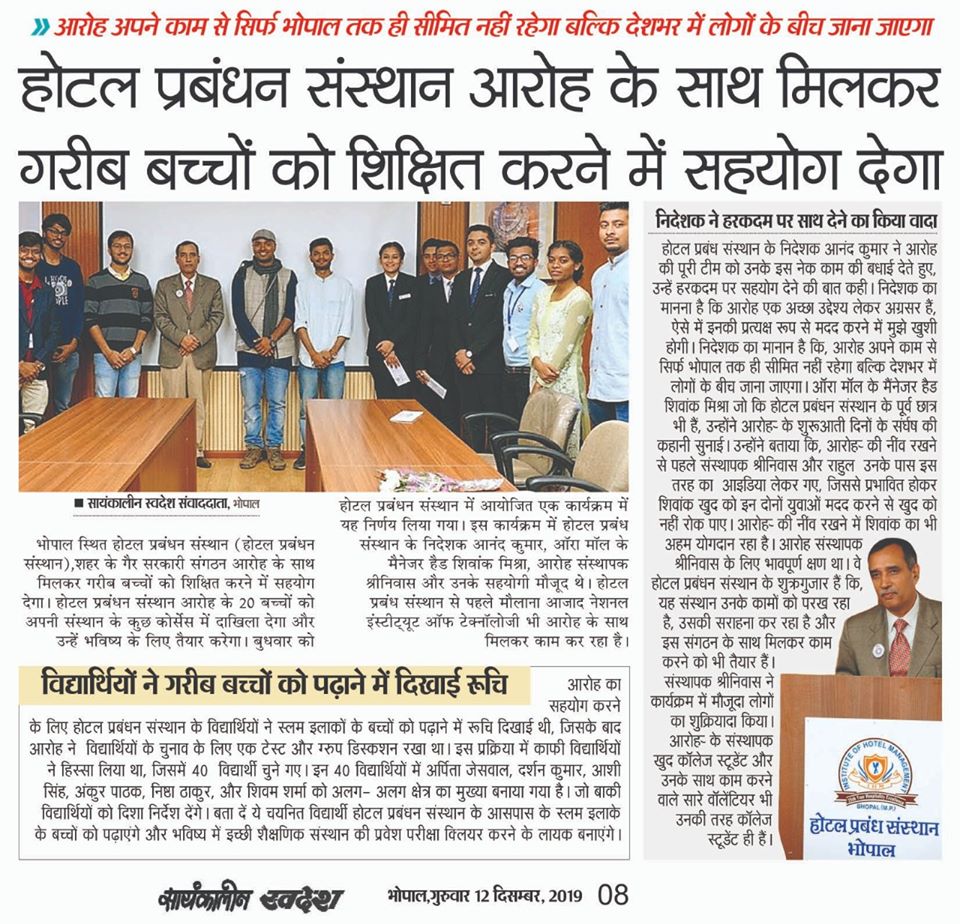 » आरोह अपने काम से सिर्फ भोपाल तक ही सीमित नहीं रहेगा बल्कि देशभर में लोगों के बीच जाना जाएगा
होटल प्रबंधन संस्थान आरोह के साथ मिलकर
गरीब बच्चों को शिक्षित करने में सहयोग देगा
■ सायंकालीन स्वदेश संवाददाता, भोपाल
भोपाल स्थित होटल प्रबंधन संस्थान (होटल प्रबंधन
संस्थान),शहर के गैर सरकारी संगठन आरोह के साथ
मिलकर गरीब बच्चों को शिक्षित करने में सहयोग
देगा। होटल प्रबंधन संस्थान आरोह के 20 बच्चों को
अपनी संस्थान के कुछ कोर्सेस में दाखिला देगा और
उन्हें भविष्य के लिए तैयार करेगा। बुधवार को
होटल प्रबंधन संस्थान में आयोजित एक कार्यक्रम में
यह निर्णय लिया गया। इस कार्यक्रम में होटल प्रबंध
संस्थान के निदेशक आनंद कुमार, ऑरा मॉल के
मैनेजर हैड शिवांक मिश्रा, आरोह संस्थापक
श्रीनिवास और उनके सहयोगी मौजूद थे। होटल
प्रबंध संस्थान से पहले मौलाना आजाद नेशनल
इंस्टीट्यूट ऑफ टेक्नॉलॉजी भी आरोह के साथ
मिलकर काम कर रहा है।
विद्यार्थियों ने गरीब बच्चों को पढ़ाने में दिखाई रूचि
आरोह का
सहयोग करने
के लिए होटल प्रबंधन संस्थान के विद्यार्थियों ने स्लम इलाकों के बच्चों को पढ़ाने में रूचि दिखाई थी, जिसके बाद
आरोह ने विद्यार्थियों के चुनाव के लिए एक टेस्ट और ग्रुप डिस्कशन रखा था। इस प्रक्रिया में काफी विद्यार्थियों
ने हिस्सा लिया था, जिसमें 40 विद्यार्थी चुने गए। इन 40 विद्यार्थियों में अर्पिता जेसवाल, दर्शन कुमार, आशी
सिंह, अंकुर पाठक, निष्ठा ठाकुर, और शिवम शर्मा को अलग- अलग क्षेत्र का मुख्या बनाया गया है। जो बाकी
विद्यार्थियों को दिशा निर्देश देंगे। बता दें ये चयनित विद्यार्थी होटल प्रबंधन संस्थान के आसपास के स्लम इलाके
के बच्चों को पढ़ाएंगे और भविष्य में इच्छी शैक्षणिक संस्थान की प्रवेश परीक्षा क्लियर करने के लायक बनाएंगे।
निदेशक ने हरकदम पर साथ देने का किया वादा
होटल प्रबंध संस्थान के निदेशक आनंद कुमार ने आरोह
की पूरी टीम को उनके इस नेक काम की बधाई देते हुए,
उन्हें हरकदम पर सहयोग देने की बात कही। निदेशक का
मानना है कि आरोह एक अच्छा उद्देश्य लेकर अग्रसर हैं,
ऐसे में इनकी प्रत्यक्ष रूप से मदद करने में मुझे खुशी
होगी। निदेशक का मानान है कि, आरोह अपने काम से
सिर्फ भोपाल तक ही सीमित नहीं रहेगा बल्कि देशभर में
लोगों के बीच जाना जाएगा। ऑरा मॉल के मैंनेजर हैड
शिवांक मिश्रा जो कि होटल प्रबंधन संस्थान के पूर्व छात्र
भी हैं, उन्होंने आरोह- के शुरूआती दिनों के संर्घष की
कहानी सुनाई। उन्होंने बताया कि, आरोह- की नींव रखने
से पहले संस्थापक श्रीनिवास और राहुल उनके पास इस
तरह का आइडिया लेकर गए, जिससे प्रभावित होकर
शिवांक खुद को इन दोनों युवाओं मदद करने से खुद को
नहीं रोक पाए। आरोह- की नींव रखने में शिवांक का भी
अहम योगदान रहा है। आरोह संस्थापक
श्रीनिवास के लिए भावपूर्ण क्षण था। वे
होटल प्रबंधन संस्थान के शुक्रगुजार हैं कि,
यह संस्थान उनके कामों को परख रहा
है, उसकी सराहना कर रहा है और
इस संगठन के साथ मिलकर काम
करने को भी तैयार हैं।
संस्थापक श्रीनिवास ने
कार्यक्रम में मौजूदा लोगों
का शुक्रियादा किया।
आरोह- के संस्थापक
खुद कॉलेज स्टूडेंट और
उनके साथ काम करने
वाले सारे वॉलेंटियर भी
उनकी तरह कॉलेज
स्टूडेंट ही हैं।
INSTITUTE OF HOTEL MANAGEMENT
BHOPAL (M.P.)
होटल प्रबंध संस्थान
भोपाल
सायंकालीन स्वदेश भोपाल,गुरुवार 12 दिसम्बर, 2019 08